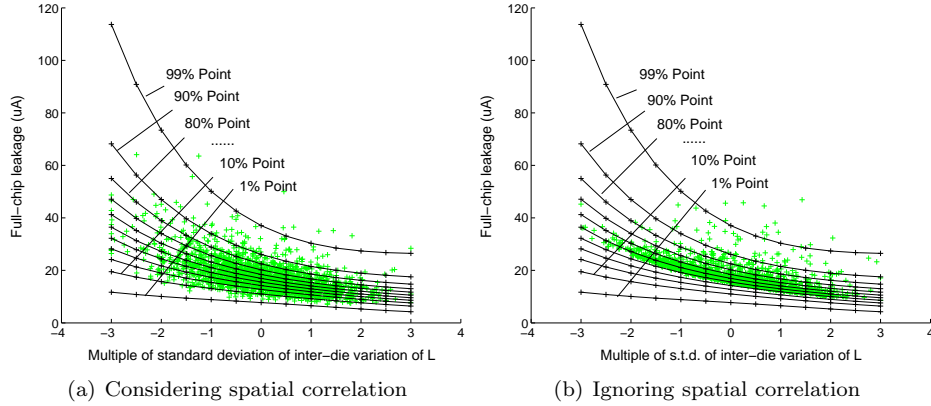 120
100
80
60
40
20
0
Full−chip leakage (uA)
99% Point
90% Point
80% Point
......
10% Point
1% Point
−4 −3 −2 −1 0 1 2 3 4
Multiple of standard deviation of inter−die variation of L
(a) Considering spatial correlation
120
100
80
60
40
20
0
Full−chip leakage (uA)
99% Point
90% Point
80% Point
......
10% Point
1% Point
−4 −3 −2 −1 0 1 2 3 4
Multiple of s.t.d. of inter−die variation of L
(b) Ignoring spatial correlation